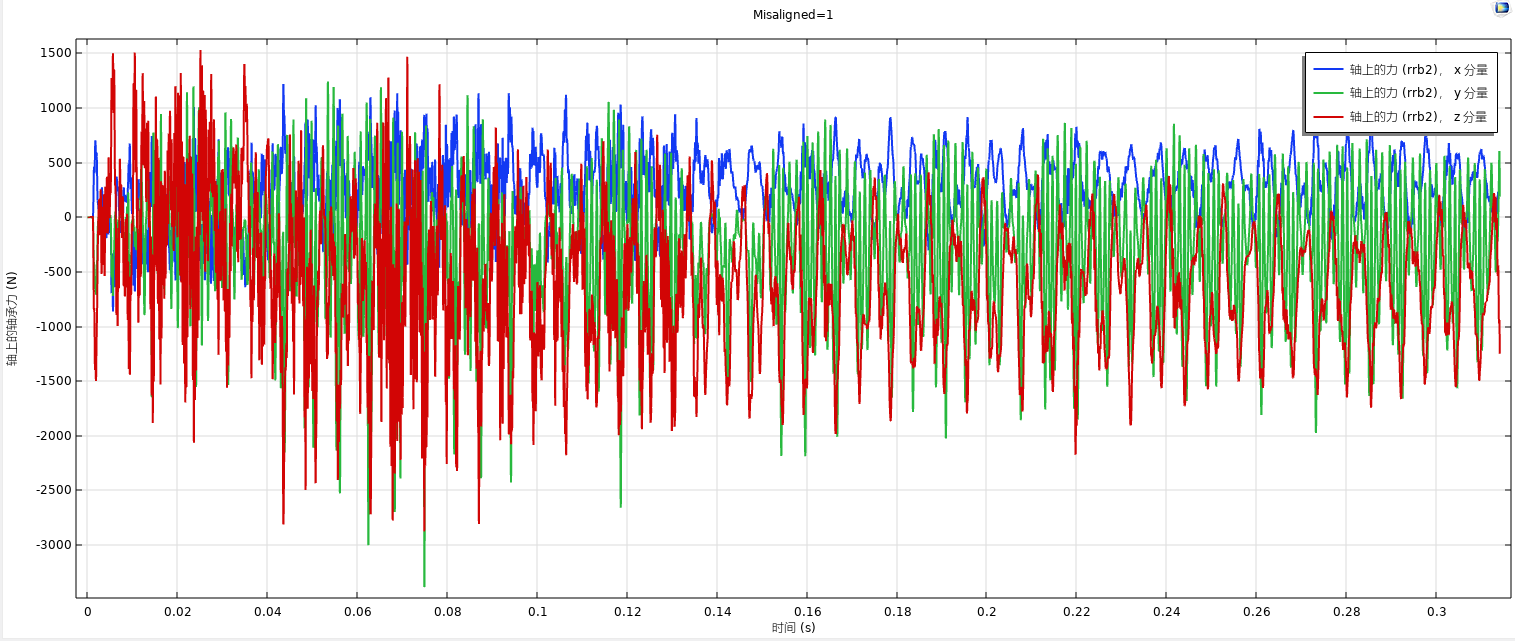 Misaligned=1
轴上的力 (rrb2)， x 分量
轴上的力 (rrb2)， y 分量
轴上的力 (rrb2)， z 分量
轴上的轴承力 (N)
1500
1000
500
0
-500
-1000
-1500
-2000
-2500
-3000
0 0.02 0.04 0.06 0.08 0.1 0.12 0.14 0.16 0.18 0.2 0.22 0.24 0.26 0.28 0.3
时间 (s)